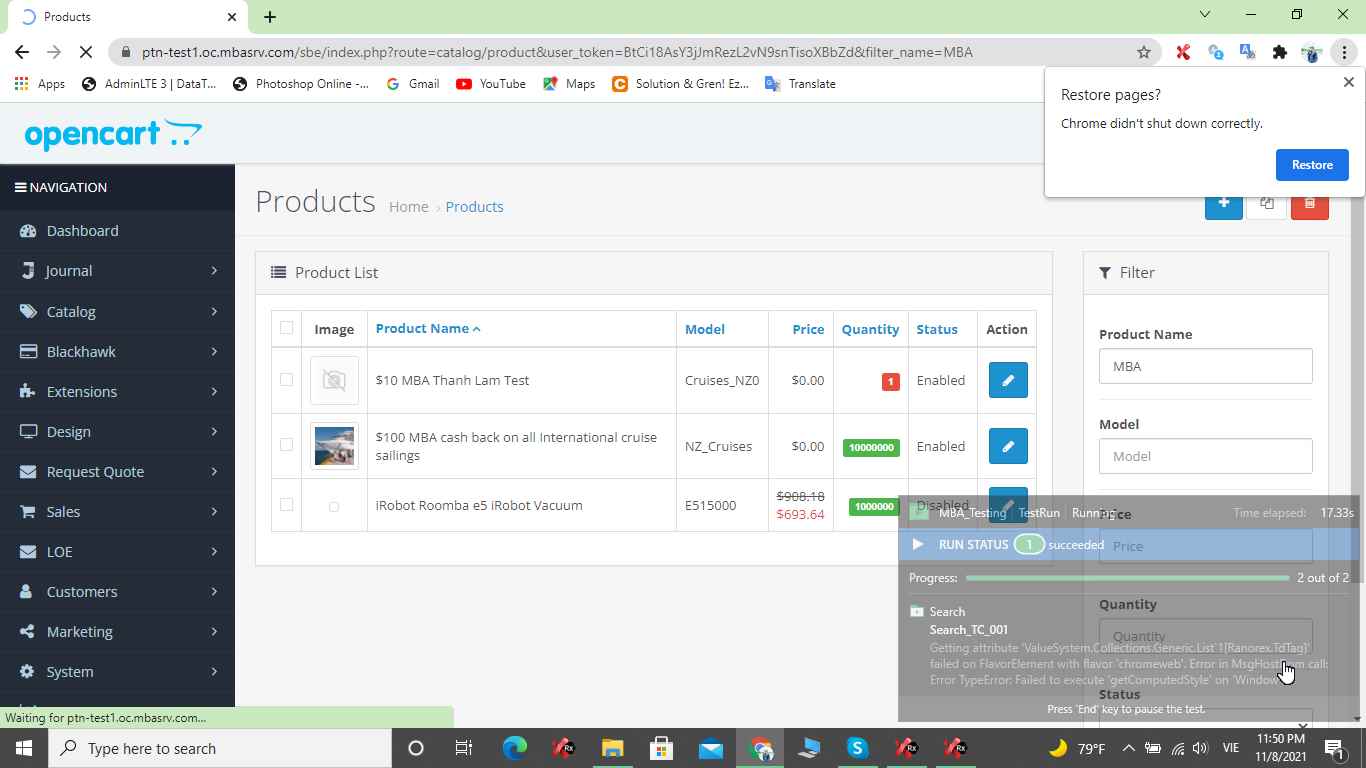 Products
ptn-test1.oc.mbasrv.com/sbe/index.php?route=catalog/product&user_token=BtCi18AsY3jJmRezL2vN9snTisoXBbZd&filter_name=MBA
Apps
AdminLTE 3 | DataT...
Photoshop Online -...
Gmail
YouTube
Maps
Solution & Gren! Ez...
Translate
Restore pages?
Chrome didn't shut down correctly.
Restore
opencart
NAVIGATION
Dashboard
Journal
Catalog
Blackhawk
Extensions
Design
Request Quote
Sales
LOE
Customers
Marketing
System
Products Home › Products
Product List
Image Product Name Model Price Quantity Status Action
$10 MBA Thanh Lam Test Cruises_NZ0 $0.00 1 Enabled
$100 MBA cash back on all International cruise
sailings NZ_Cruises $0.00 10000000 Enabled
iRobot Roomba e5 iRobot Vacuum E515000 $908.18 1000000 Disabled
$693.64
Filter
Product Name
MBA
Model
Model
Price
Price
Quantity
Quantity
Status
MBA_Testing TestRun Running Time elapsed: 17.33s
RUN STATUS 1 succeeded
Progress: 2 out of 2
Search
Search_TC_001
Getting attribute 'ValueSystem.Collections.Generic.List`1[Ranorex.TdTag]'
failed on FlavorElement with flavor 'chromeweb'. Error in MsgHost
Error TypeError: Failed to execute 'getComputedStyle' on 'Window
Press 'End' key to pause the test.
Waiting for ptn-test1.oc.mbasrv.com...
Type here to search
79°F
VIE
11:50 PM
11/8/2021
1